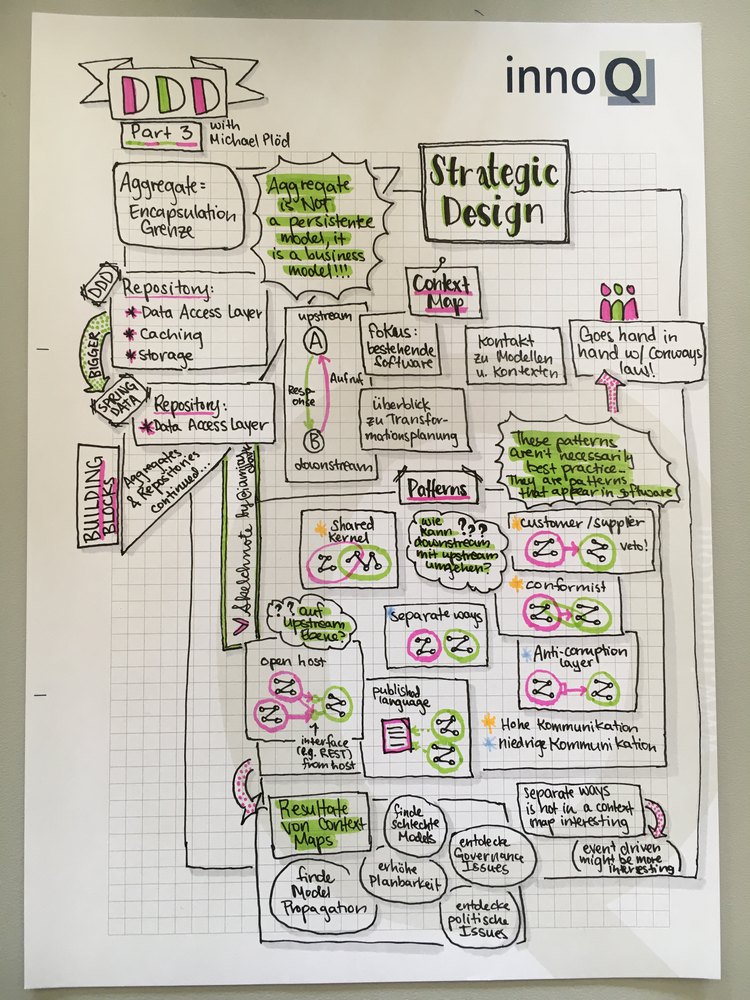 DDD
Part 3
with
Michael Plöd
innoQ
Aggregate =
Encapsulation
Grenze
Aggregate
is NOT
a persistence
model, it
is a business
model!!!
Strategic
Design
DDD
Repository:
* Data Access Layer
* Caching
* Storage
BIGGER
SPRING
DATA
Repository:
* Data Access Layer
BUILDING
BLOCKS
Aggregates
& Repositories
continued...
Sketchnote by
Context
Map
upstream
A
Response
Aufruf
B
downstream
Fokus:
bestehende
Software
Kontakt
zu Modellen
u. Kontexten
Goes hand in
hand w/ conways
law!
überblick
zu Transfor-
mationsplanung
These patterns
aren't necessarily
best practice...
They are patterns
that appear in software
Patterns
* Shared
Kernel
wie ???
kann
downstream
mit upstream
umgehen?
* customer/supplier
veto!
* conformist
?? auf
upstream
Ebene?
* separate ways
* Anti-corruption
layer
open host
interface
(e.g. REST)
from host
published
language
* Hohe Kommunikation
* niedrige Kommunikation
Resultate
von Context
Maps
finde
schlechte
Models
entdecke
Governance
Issues
separate ways
is not in a context
map interesting
event driven
might be more
interesting
finde
Model
Propagation
erhöhe
Planbarkeit
entdecke
politische
Issues